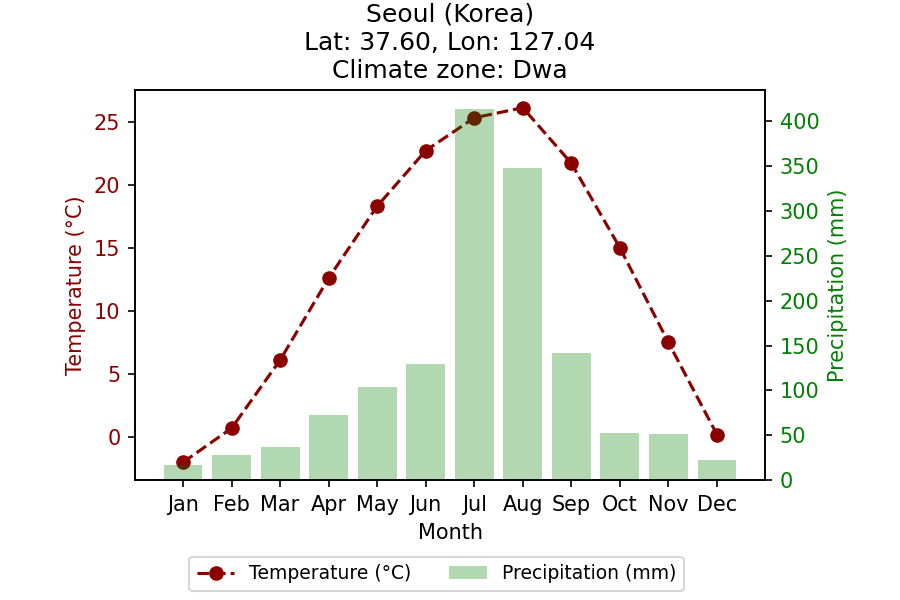 Seoul (Korea)
Lat: 37.60, Lon: 127.04
Climate zone: Dwa
25
20
15
10
5
0
Temperature (°C)
400
350
300
250
200
150
100
50
0
Precipitation (mm)
Jan Feb Mar Apr May Jun Jul Aug Sep Oct Nov Dec
Month
Temperature (°C) Precipitation (mm)